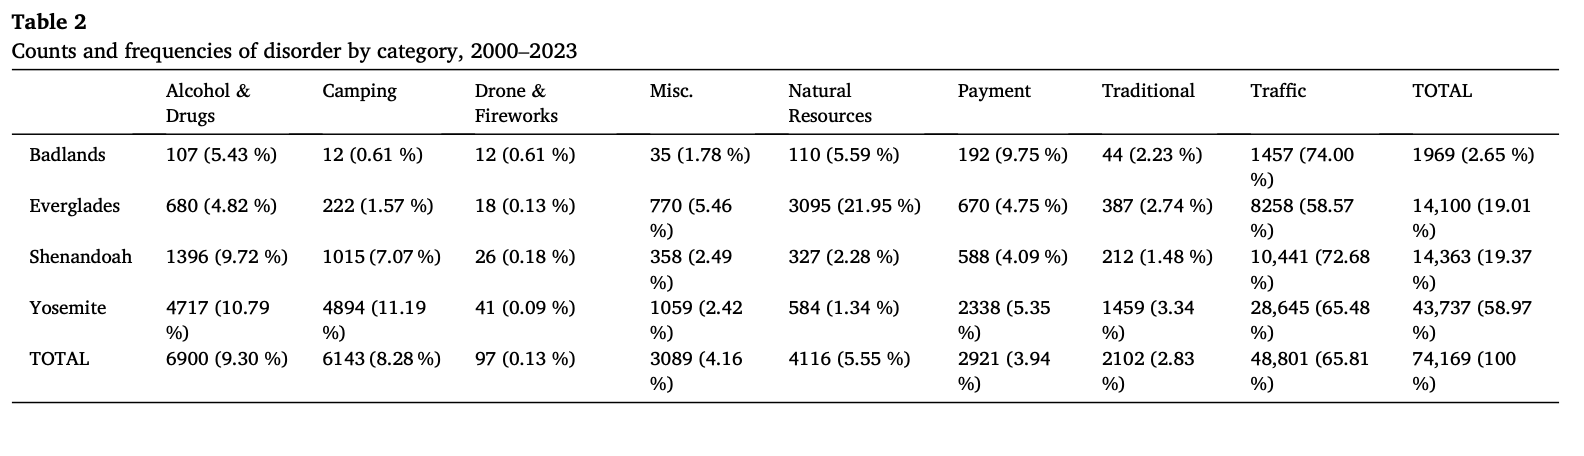 Table 2
Counts and frequencies of disorder by category, 2000–2023
Alcohol & Drugs | Camping | Drone & Fireworks | Misc. | Natural Resources | Payment | Traditional | Traffic | TOTAL
Badlands | 107 (5.43 %) | 12 (0.61 %) | 12 (0.61 %) | 35 (1.78 %) | 110 (5.59 %) | 192 (9.75 %) | 44 (2.23 %) | 1457 (74.00 %) | 1969 (2.65 %)
Everglades | 680 (4.82 %) | 222 (1.57 %) | 18 (0.13 %) | 770 (5.46 %) | 3095 (21.95 %) | 670 (4.75 %) | 387 (2.74 %) | 8258 (58.57 %) | 14,100 (19.01 %)
Shenandoah | 1396 (9.72 %) | 1015 (7.07 %) | 26 (0.18 %) | 358 (2.49 %) | 327 (2.28 %) | 588 (4.09 %) | 212 (1.48 %) | 10,441 (72.68 %) | 14,363 (19.37 %)
Yosemite | 4717 (10.79 %) | 4894 (11.19 %) | 41 (0.09 %) | 1059 (2.42 %) | 584 (1.34 %) | 2338 (5.35 %) | 1459 (3.34 %) | 28,645 (65.48 %) | 43,737 (58.97 %)
TOTAL | 6900 (9.30 %) | 6143 (8.28 %) | 97 (0.13 %) | 3089 (4.16 %) | 4116 (5.55 %) | 2921 (3.94 %) | 2102 (2.83 %) | 48,801 (65.81 %) | 74,169 (100 %)